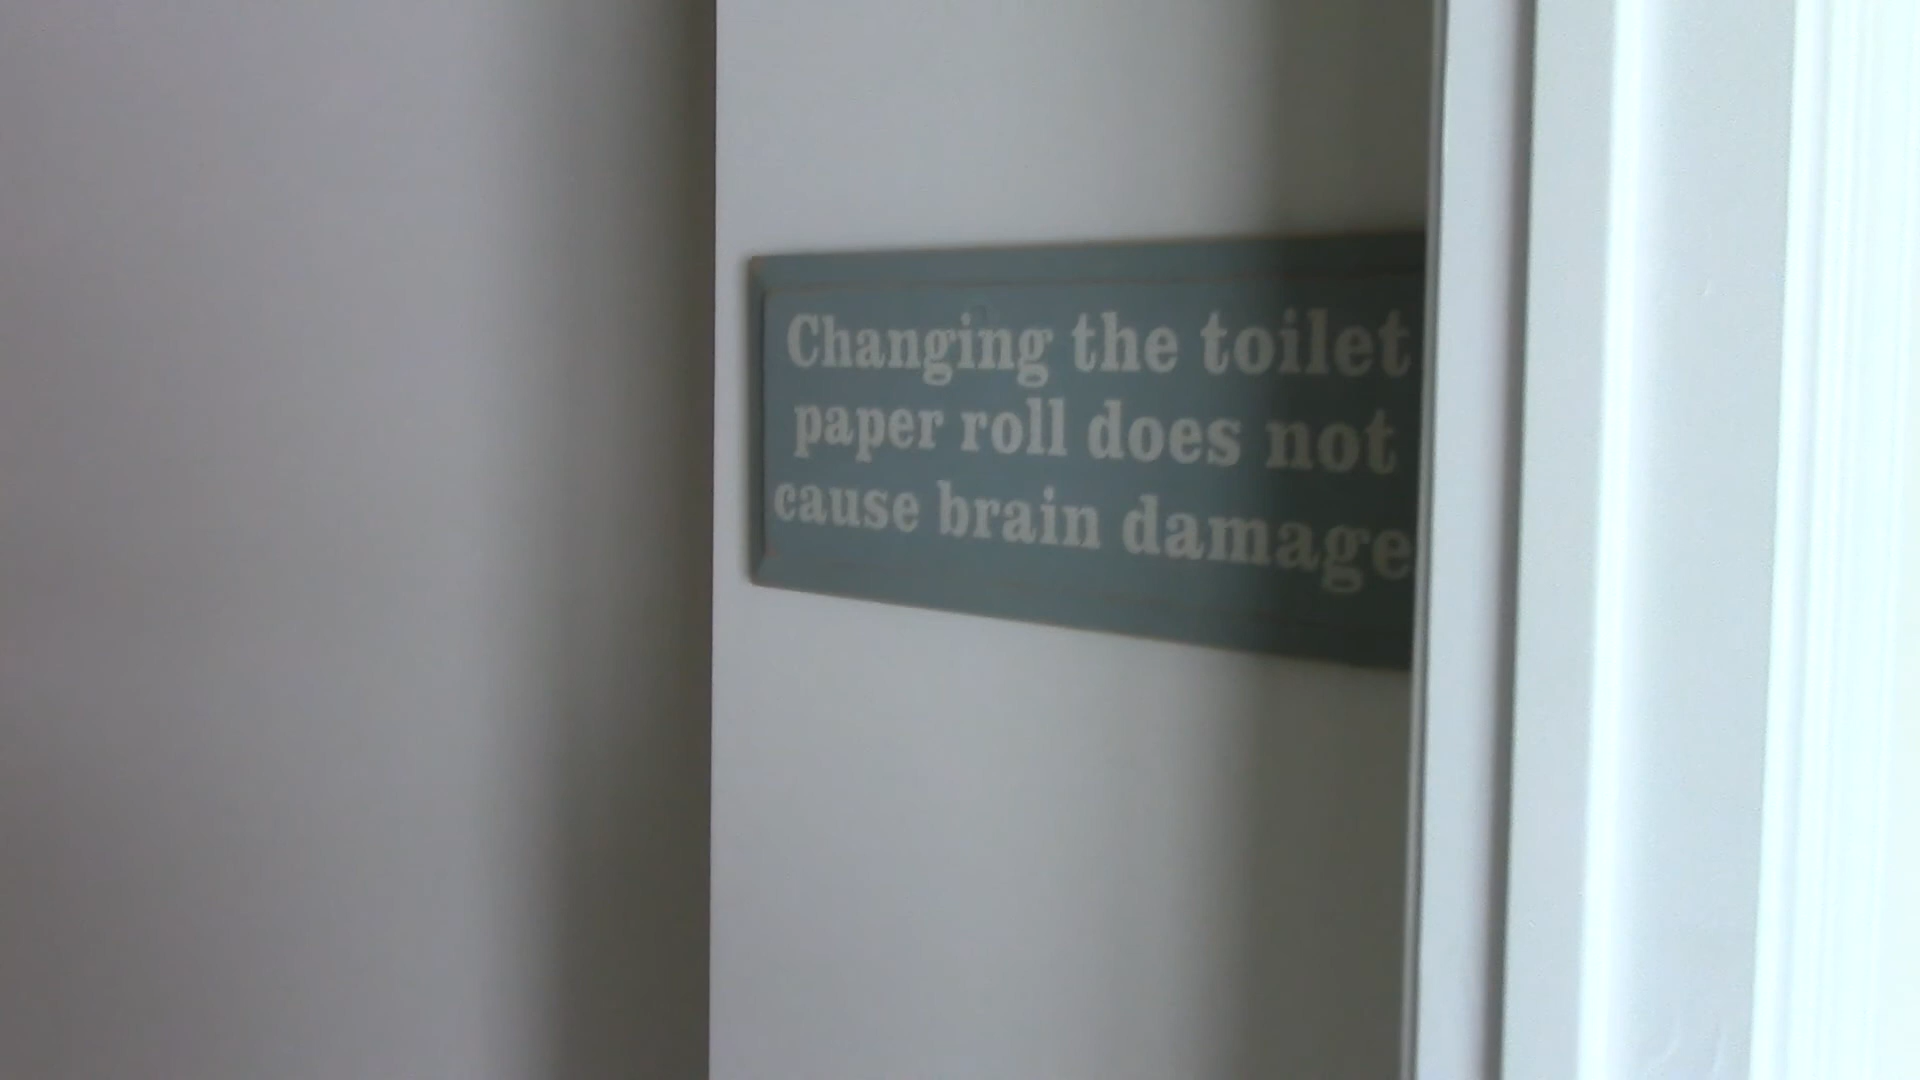 Changing the toilet
paper roll does not
cause brain damage